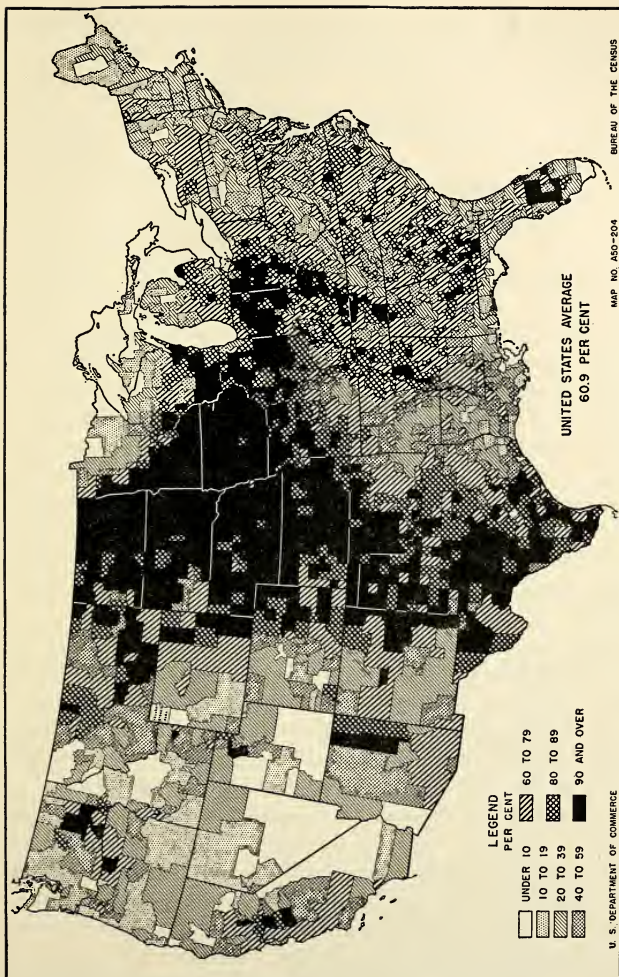 UNITED STATES AVERAGE
60.9 PER CENT
LEGEND
PER CENT
UNDER 10
10 TO 19
20 TO 39
40 TO 59
60 TO 79
80 TO 89
90 AND OVER
U. S. DEPARTMENT OF COMMERCE
MAP NO. A50-204
BUREAU OF THE CENSUS